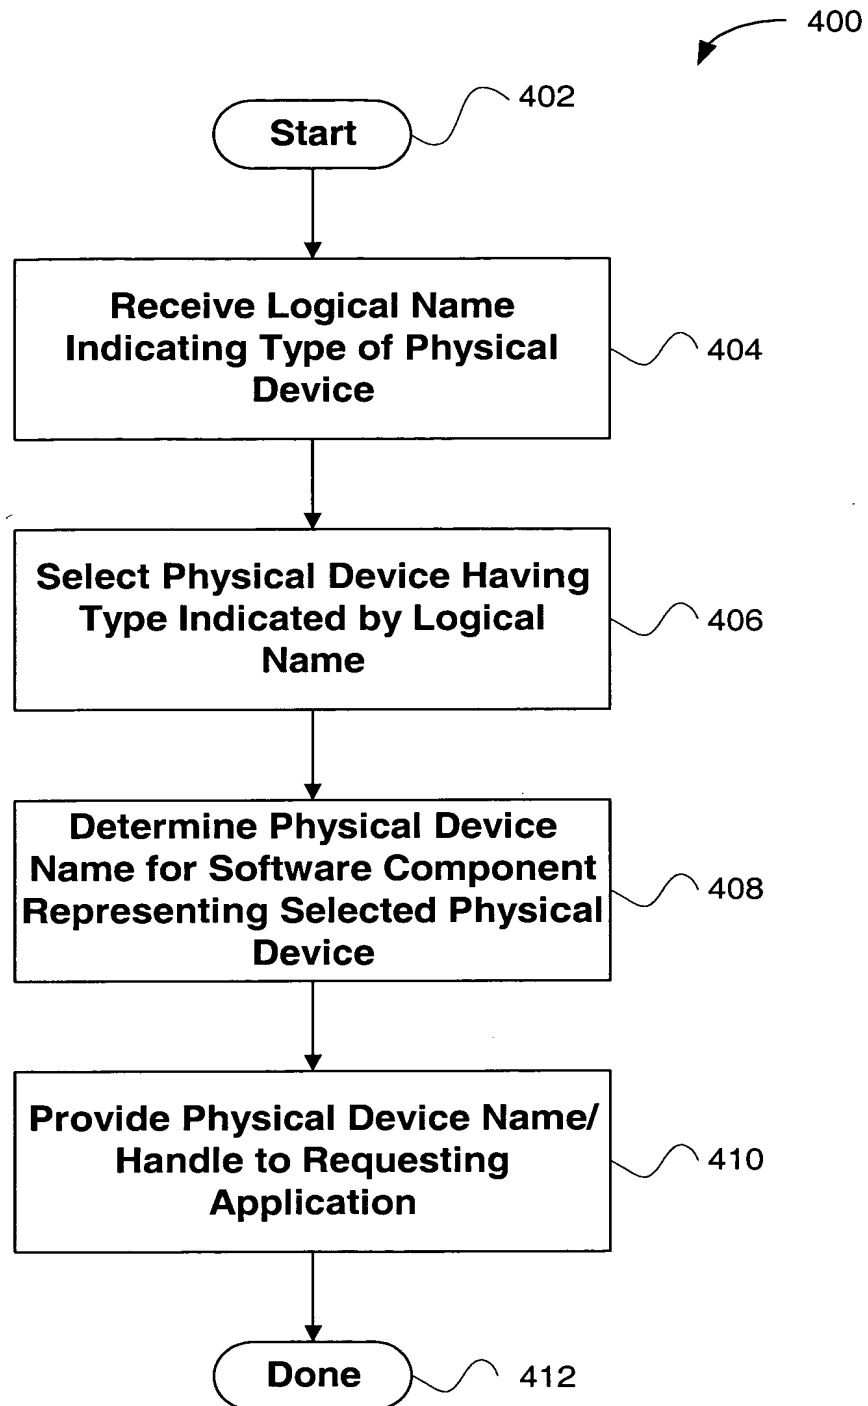 400
402
Start
Receive Logical Name
Indicating Type of Physical
Device
404
Select Physical Device Having
Type Indicated by Logical
Name
406
Determine Physical Device
Name for Software Component
Representing Selected Physical
Device
408
Provide Physical Device Name/
Handle to Requesting
Application
410
Done
412